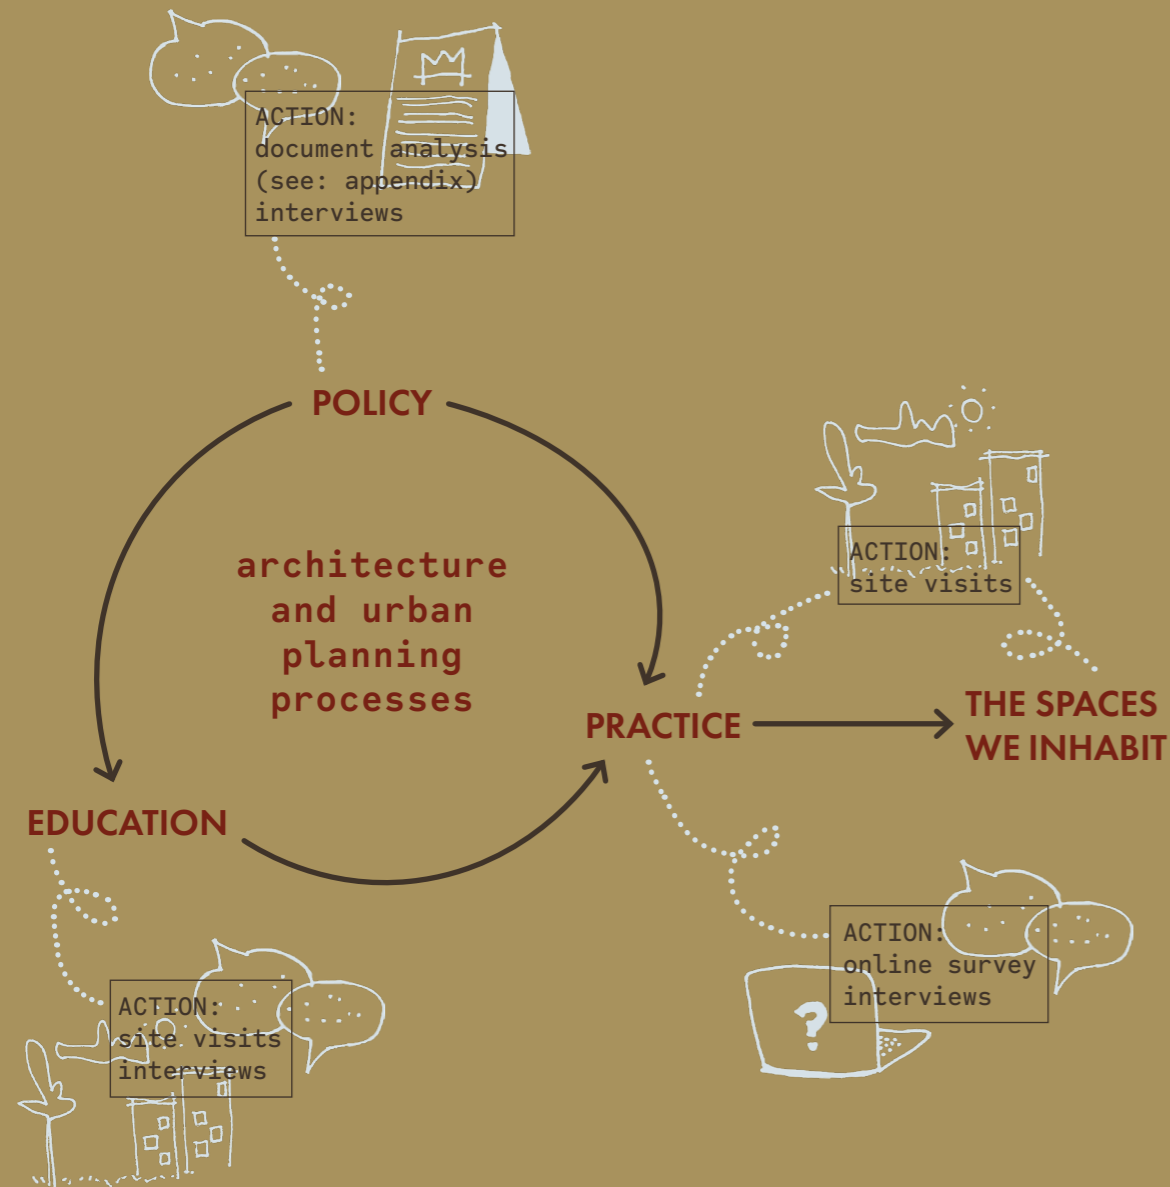 ACTION:
document analysis
(see: appendix)
interviews
POLICY
architecture
and urban
planning
processes
ACTION:
site visits
PRACTICE
THE SPACES
WE INHABIT
EDUCATION
ACTION:
online survey
interviews
?
ACTION:
site visits
interviews